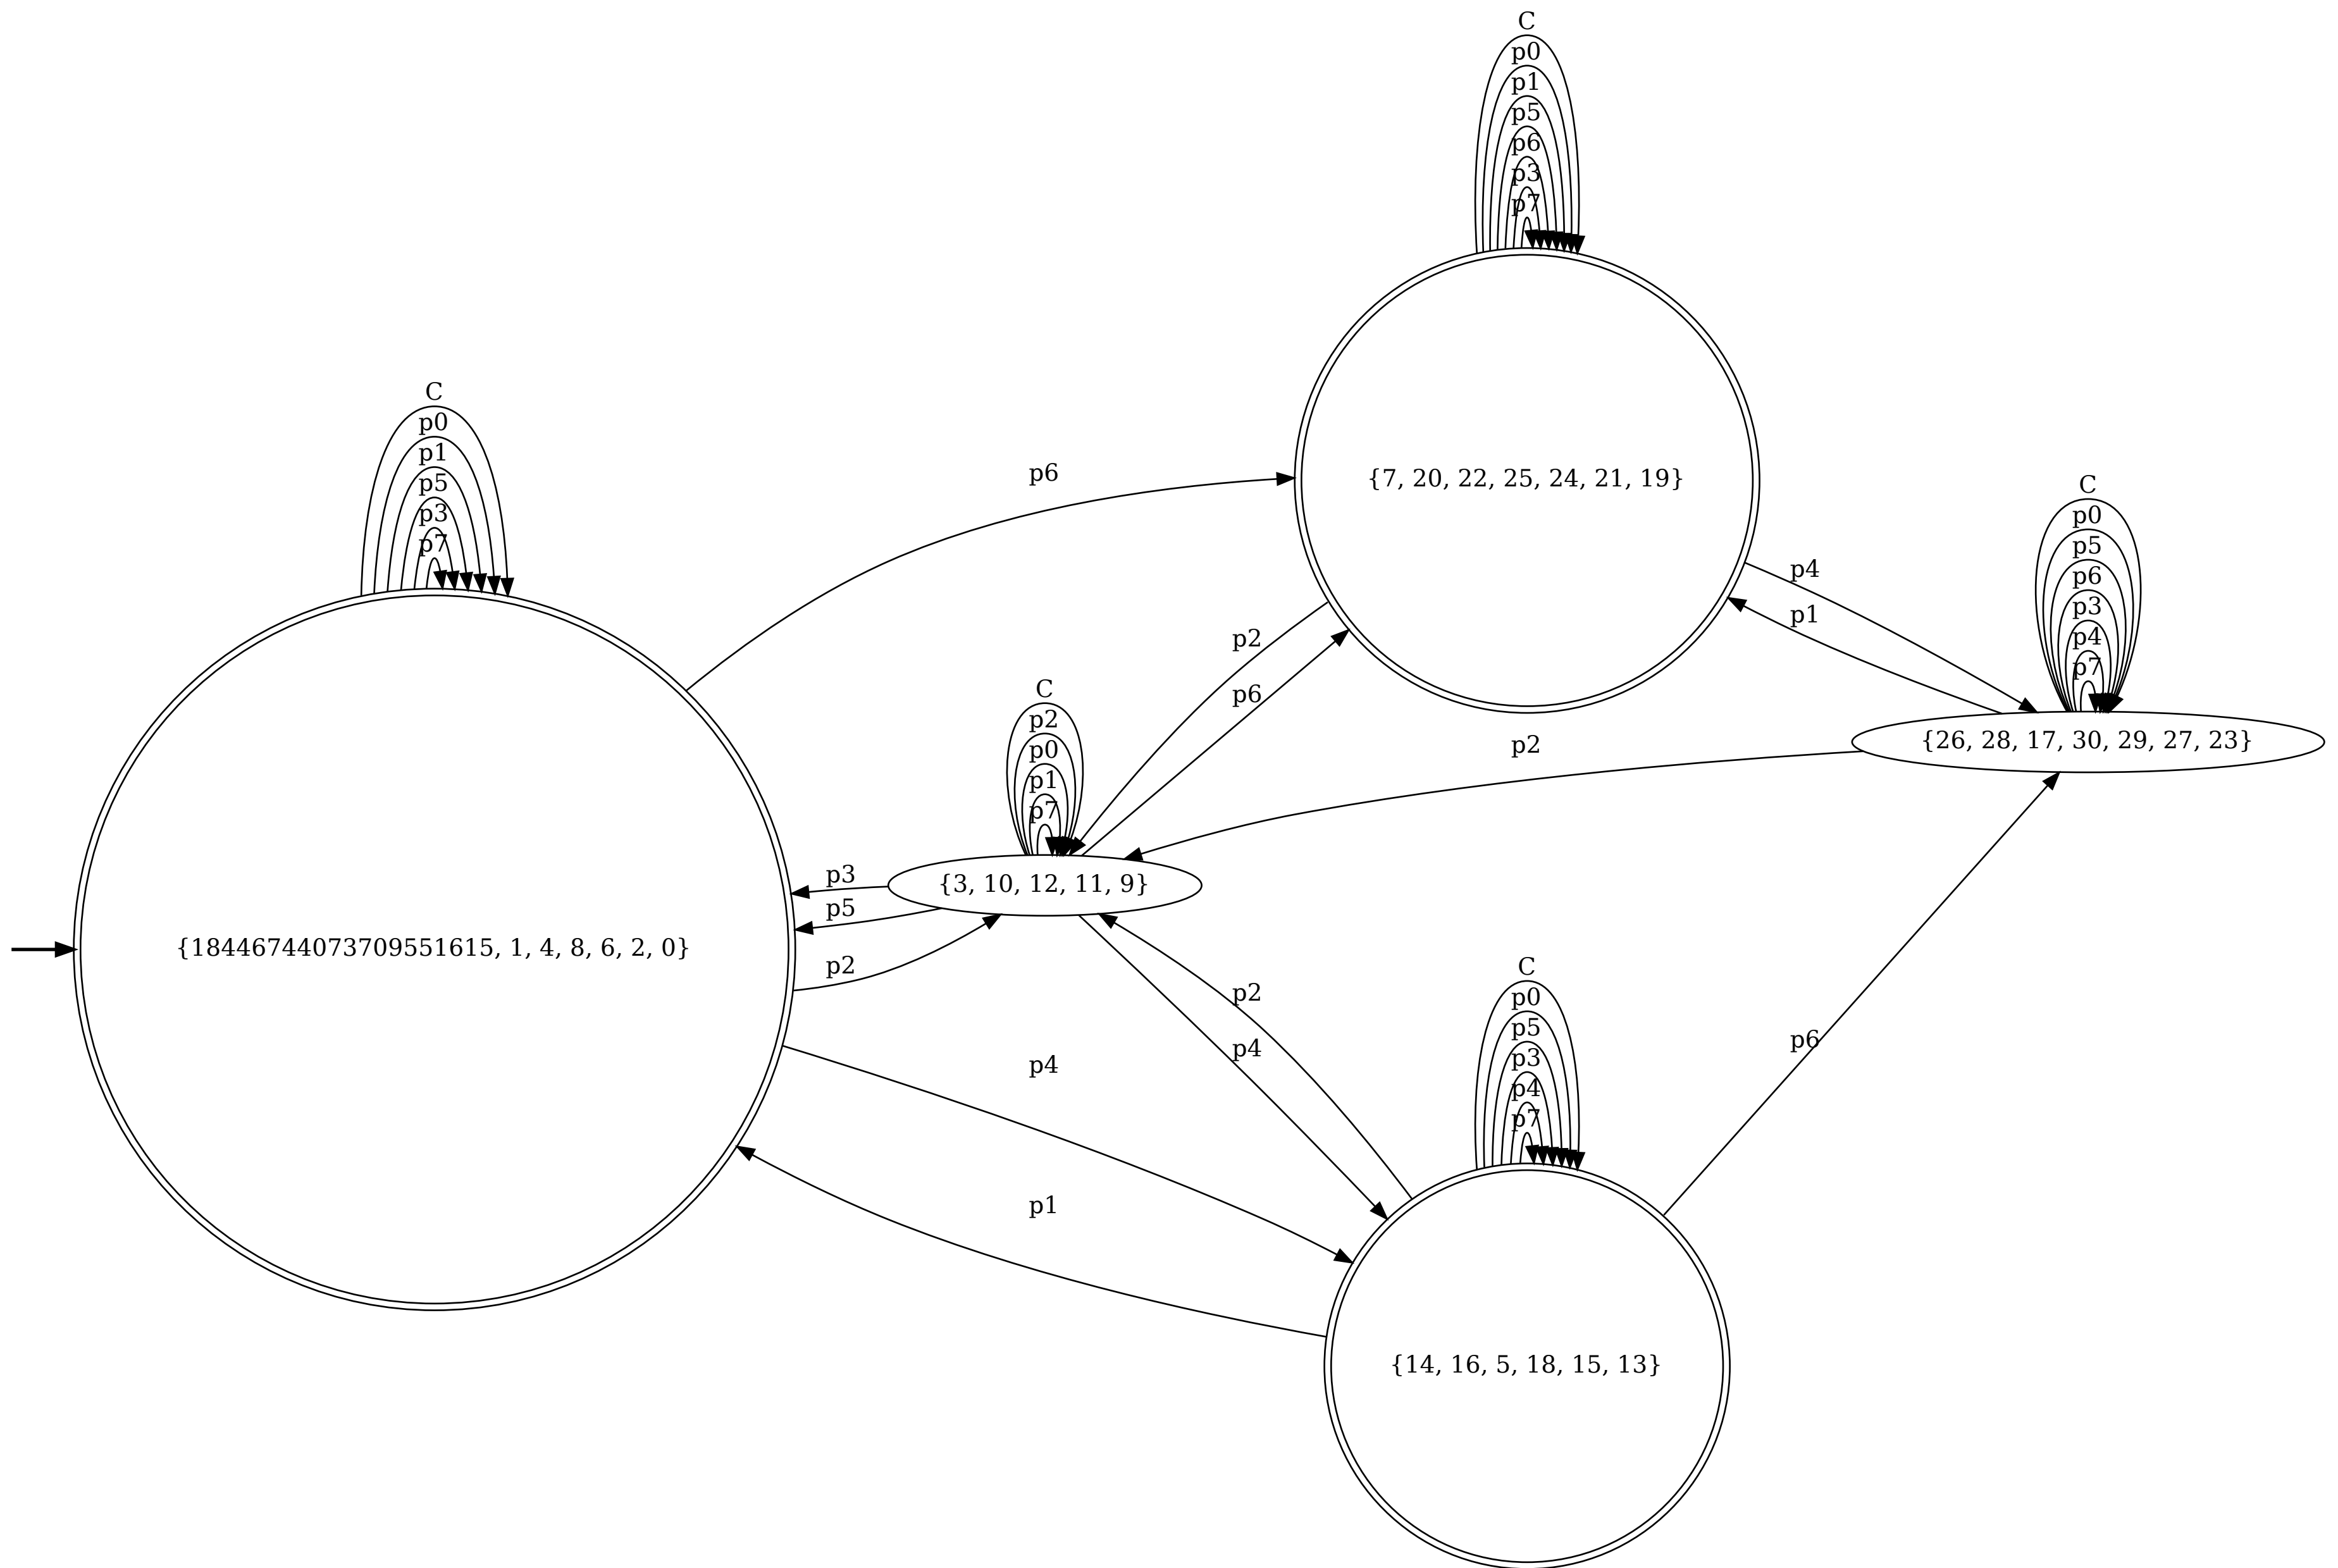 C
p0
p1
p5
p6
p3
p7
C
p0
p1
p5
p3
p7
p6
{7, 20, 22, 25, 24, 21, 19}
C
p0
p5
p6
p3
p4
p7
p4
p1
p2
p6
C
p2
p0
p1
p7
p2
{26, 28, 17, 30, 29, 27, 23}
p3
p5
{3, 10, 12, 11, 9}
{18446744073709551615, 1, 4, 8, 6, 2, 0}
p2
p2
p4
C
p0
p5
p3
p4
p7
p6
p4
p1
{14, 16, 5, 18, 15, 13}